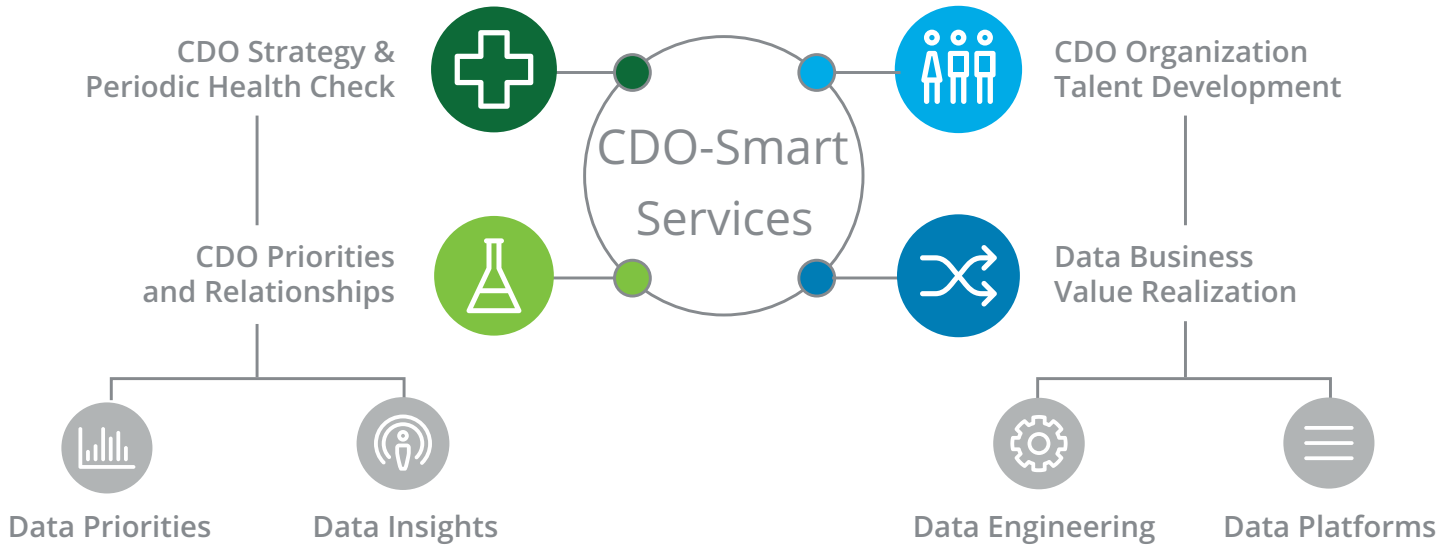 CDO Strategy &
Periodic Health Check
CDO Organization
Talent Development
CDO-Smart
Services
CDO Priorities
and Relationships
Data Business
Value Realization
Data Priorities
Data Insights
Data Engineering
Data Platforms